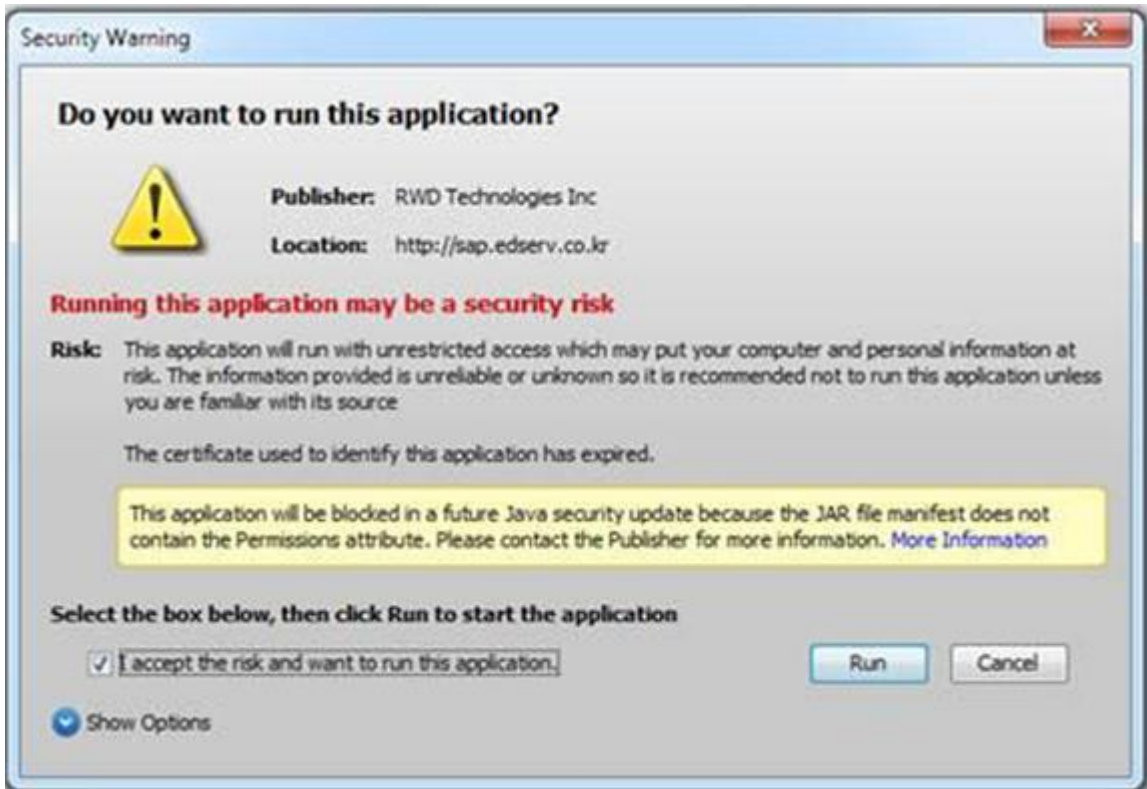 Security Warning
Do you want to run this application?
Publisher: RWD Technologies Inc
Location: http://sap.edserv.co.kr
Running this application may be a security risk
Risk: This application will run with unrestricted access which may put your computer and personal information at
risk. The information provided is unreliable or unknown so it is recommended not to run this application unless
you are familiar with its source
The certificate used to identify this application has expired.
This application will be blocked in a future Java security update because the JAR file manifest does not
contain the Permissions attribute. Please contact the Publisher for more information. More Information
Select the box below, then click Run to start the application
I accept the risk and want to run this application.
Run Cancel
Show Options